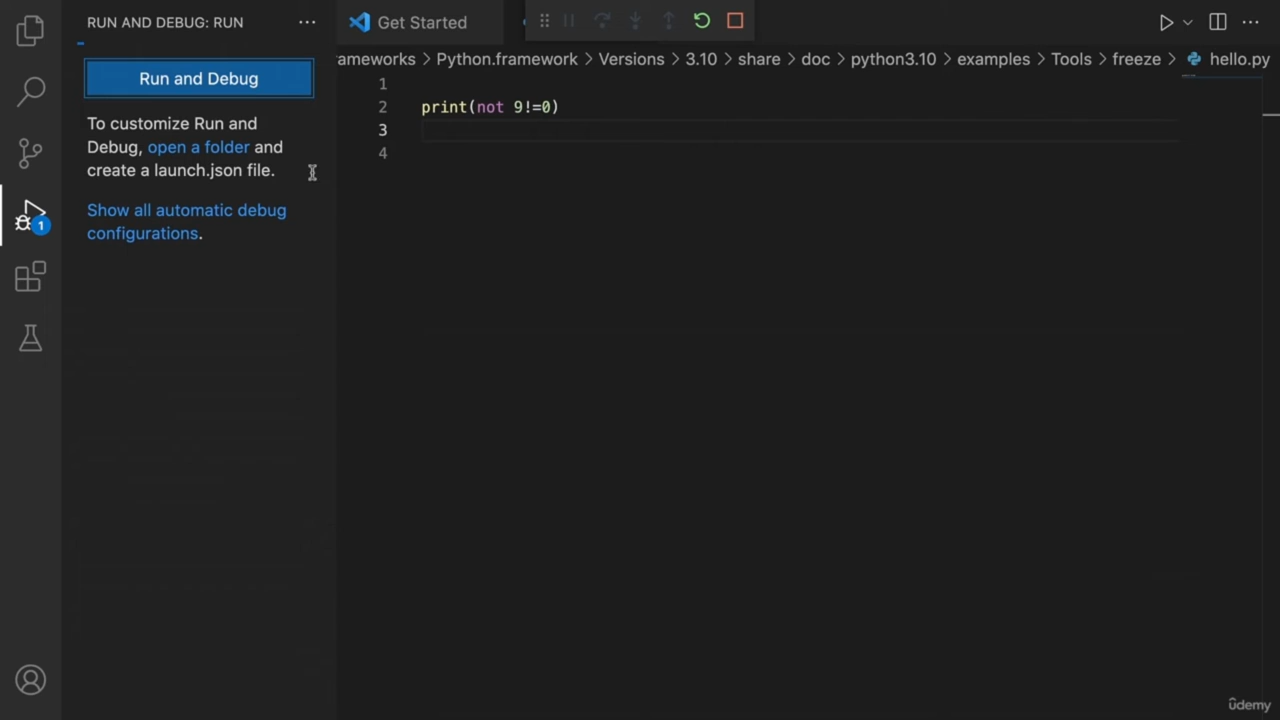 RUN AND DEBUG: RUN
Get Started
Run and Debug
To customize Run and
Debug, open a folder and
create a launch.json file.
Show all automatic debug
configurations.
1
rameworks > Python.framework > Versions > 3.10 > share > doc > python3.10 > examples > Tools > freeze > hello.py
1
2 print(not 9!=0)
3
4
ûdemy